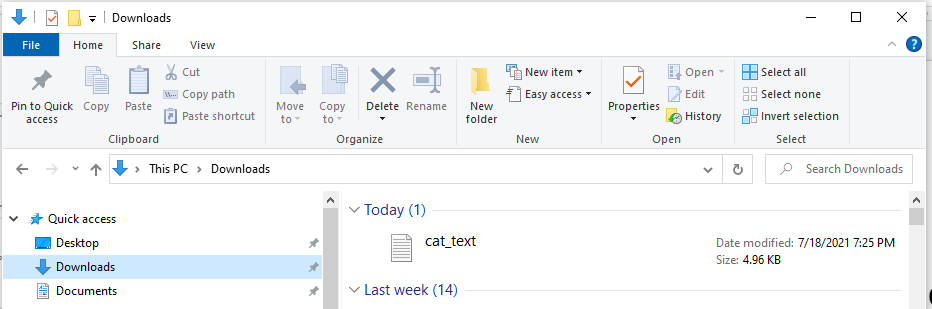 Downloads
File Home Share View
Pin to Quick access
Copy
Paste
Cut
Copy path
Paste shortcut
Clipboard
Move to
Copy to
Delete
Rename
Organize
New folder
New item
Easy access
New
Properties
Open
Edit
History
Open
Select all
Select none
Invert selection
Select
This PC > Downloads
Search Downloads
Quick access
Desktop
Downloads
Documents
Today (1)
cat_text
Date modified: 7/18/2021 7:25 PM
Size: 4.96 KB
Last week (14)